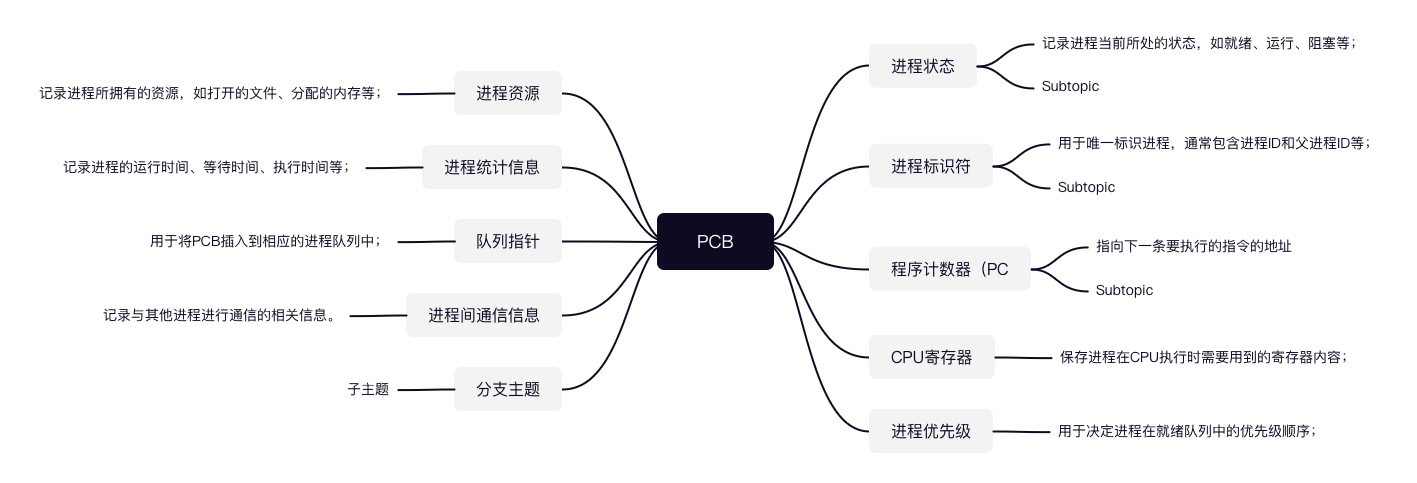 PCB
进程状态
记录进程当前所处的状态，如就绪、运行、阻塞等；
Subtopic
进程标识符
用于唯一标识进程，通常包含进程ID和父进程ID等；
Subtopic
程序计数器（PC
指向下一条要执行的指令的地址
Subtopic
CPU寄存器
保存进程在CPU执行时需要用到的寄存器内容；
进程优先级
用于决定进程在就绪队列中的优先级顺序；
进程资源
记录进程所拥有的资源，如打开的文件、分配的内存等；
进程统计信息
记录进程的运行时间、等待时间、执行时间等；
队列指针
用于将PCB插入到相应的进程队列中；
进程间通信信息
记录与其他进程进行通信的相关信息。
分支主题
子主题